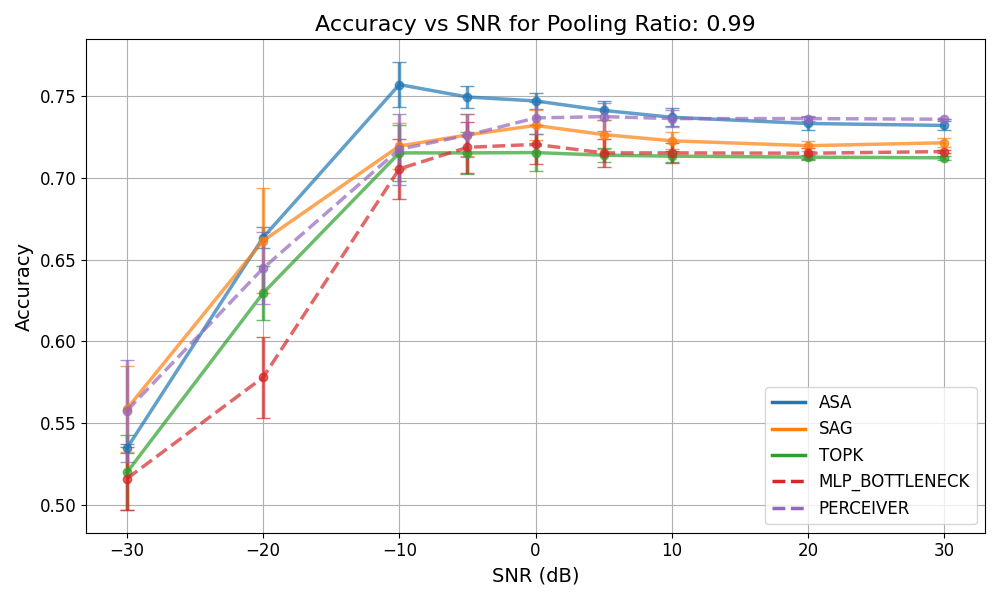 Accuracy vs SNR for Pooling Ratio: 0.99
Accuracy
0.75
0.70
0.65
0.60
0.55
0.50
ASA
SAG
TOPK
MLP_BOTTLENECK
PERCEIVER
−30
−20
−10
0
10
20
30
SNR (dB)